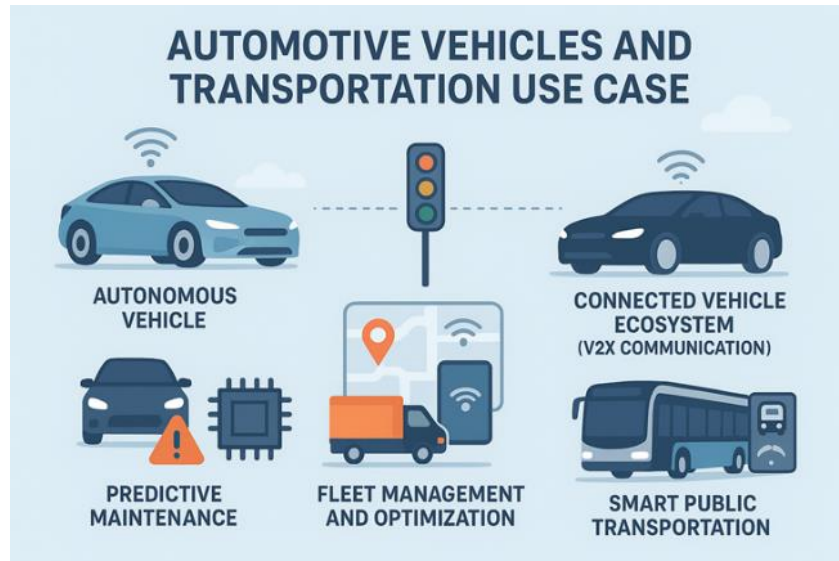 AUTOMOTIVE VEHICLES AND
TRANSPORTATION USE CASE
AUTONOMOUS
VEHICLE
CONNECTED VEHICLE
ECOSYSTEM
(V2X COMMUNICATION)
PREDICTIVE
MAINTENANCE
FLEET MANAGEMENT
AND OPTIMIZATION
SMART PUBLIC
TRANSPORTATION